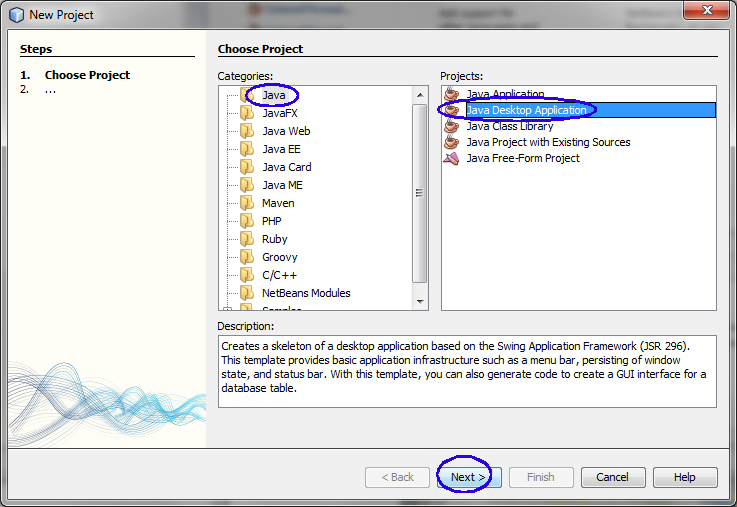 New Project
Steps
1. Choose Project
2. ...
Choose Project
Categories:
Java
JavaFX
Java Web
Java EE
Java Card
Java ME
Maven
PHP
Ruby
Groovy
C/C++
NetBeans Modules
Samples
Projects:
Java Application
Java Desktop Application
Java Class Library
Java Project with Existing Sources
Java Free-Form Project
Description:
Creates a skeleton of a desktop application based on the Swing Application Framework (JSR 296).
This template provides basic application infrastructure such as a menu bar, persisting of window
state, and status bar. With this template, you can also generate code to create a GUI interface for a
database table.
< Back
Next >
Finish
Cancel
Help